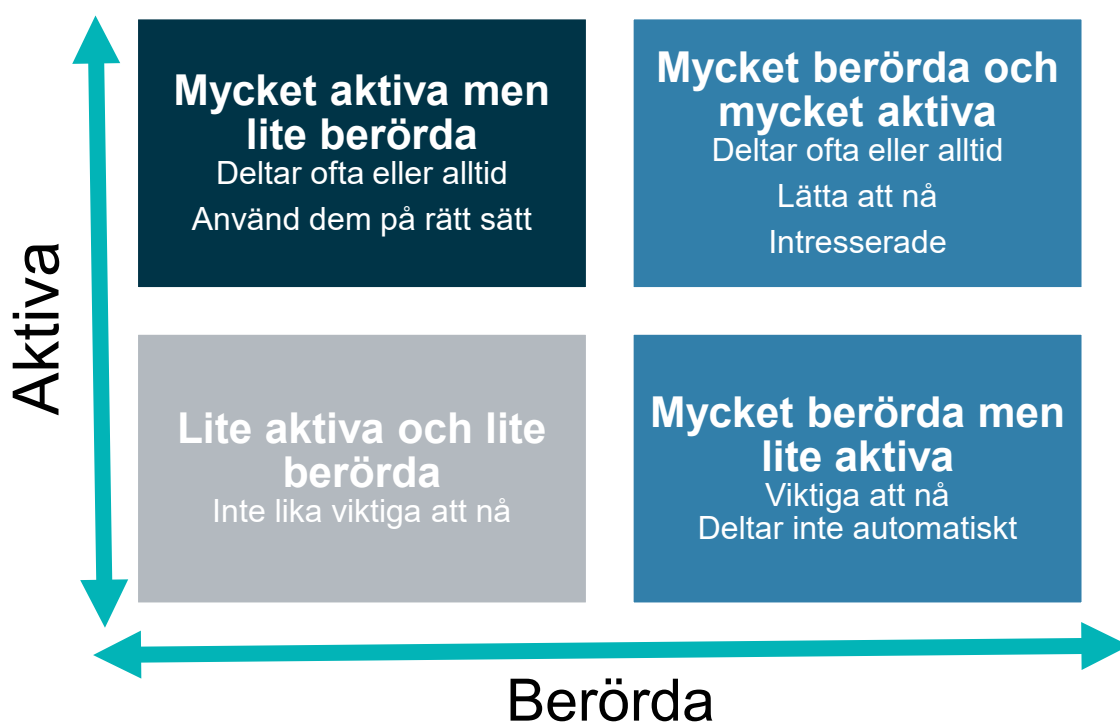 Mycket aktiva men
lite berörda
Deltar ofta eller alltid
Använd dem på rätt sätt
Mycket berörda och
mycket aktiva
Deltar ofta eller alltid
Lätta att nå
Intresserade
Aktiva
Lite aktiva och lite
berörda
Inte lika viktiga att nå
Mycket berörda men
lite aktiva
Viktiga att nå
Deltar inte automatiskt
Berörda